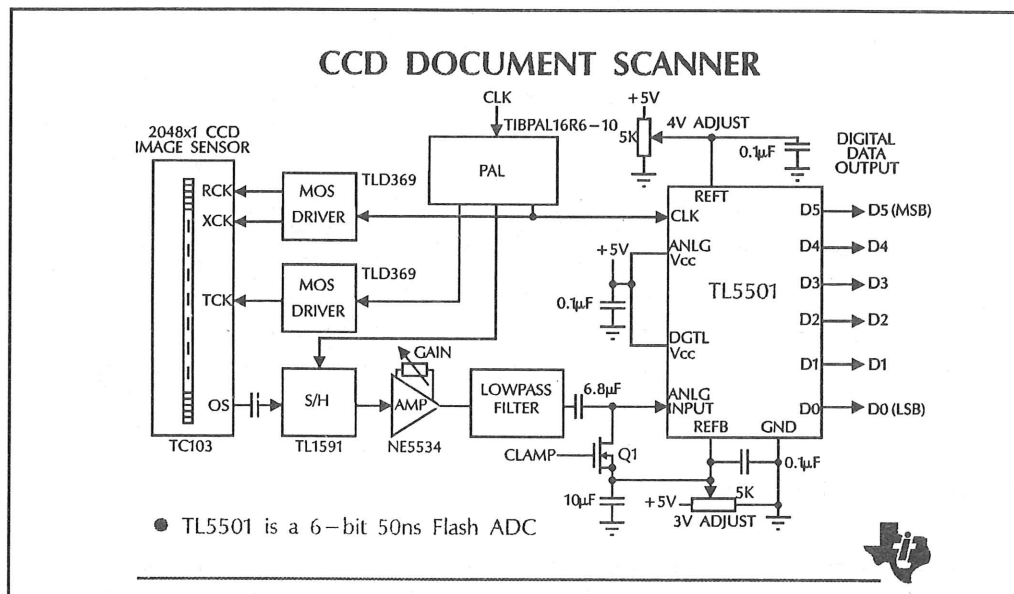 CCD DOCUMENT SCANNER
CLK
TIBPAL16R6-10
+5V
5K
4V ADJUST
0.1µF
DIGITAL
DATA
OUTPUT
2048x1 CCD
IMAGE SENSOR
RCK
XCK
TCK
OS
TC103
MOS
DRIVER
TLD369
PAL
MOS
DRIVER
TLD369
S/H
TL1591
GAIN
AMP
NE5534
LOWPASS
FILTER
6.8µF
CLAMP
Q1
10µF
+5V
0.1µF
REFT
CLK
ANLG
Vcc
TL5501
DGTL
Vcc
ANLG
INPUT
REFB
GND
D5
D4
D3
D2
D1
D0
D5 (MSB)
D4
D3
D2
D1
D0 (LSB)
0.1µF
+5V
5K
3V ADJUST
● TL5501 is a 6-bit 50ns Flash ADC